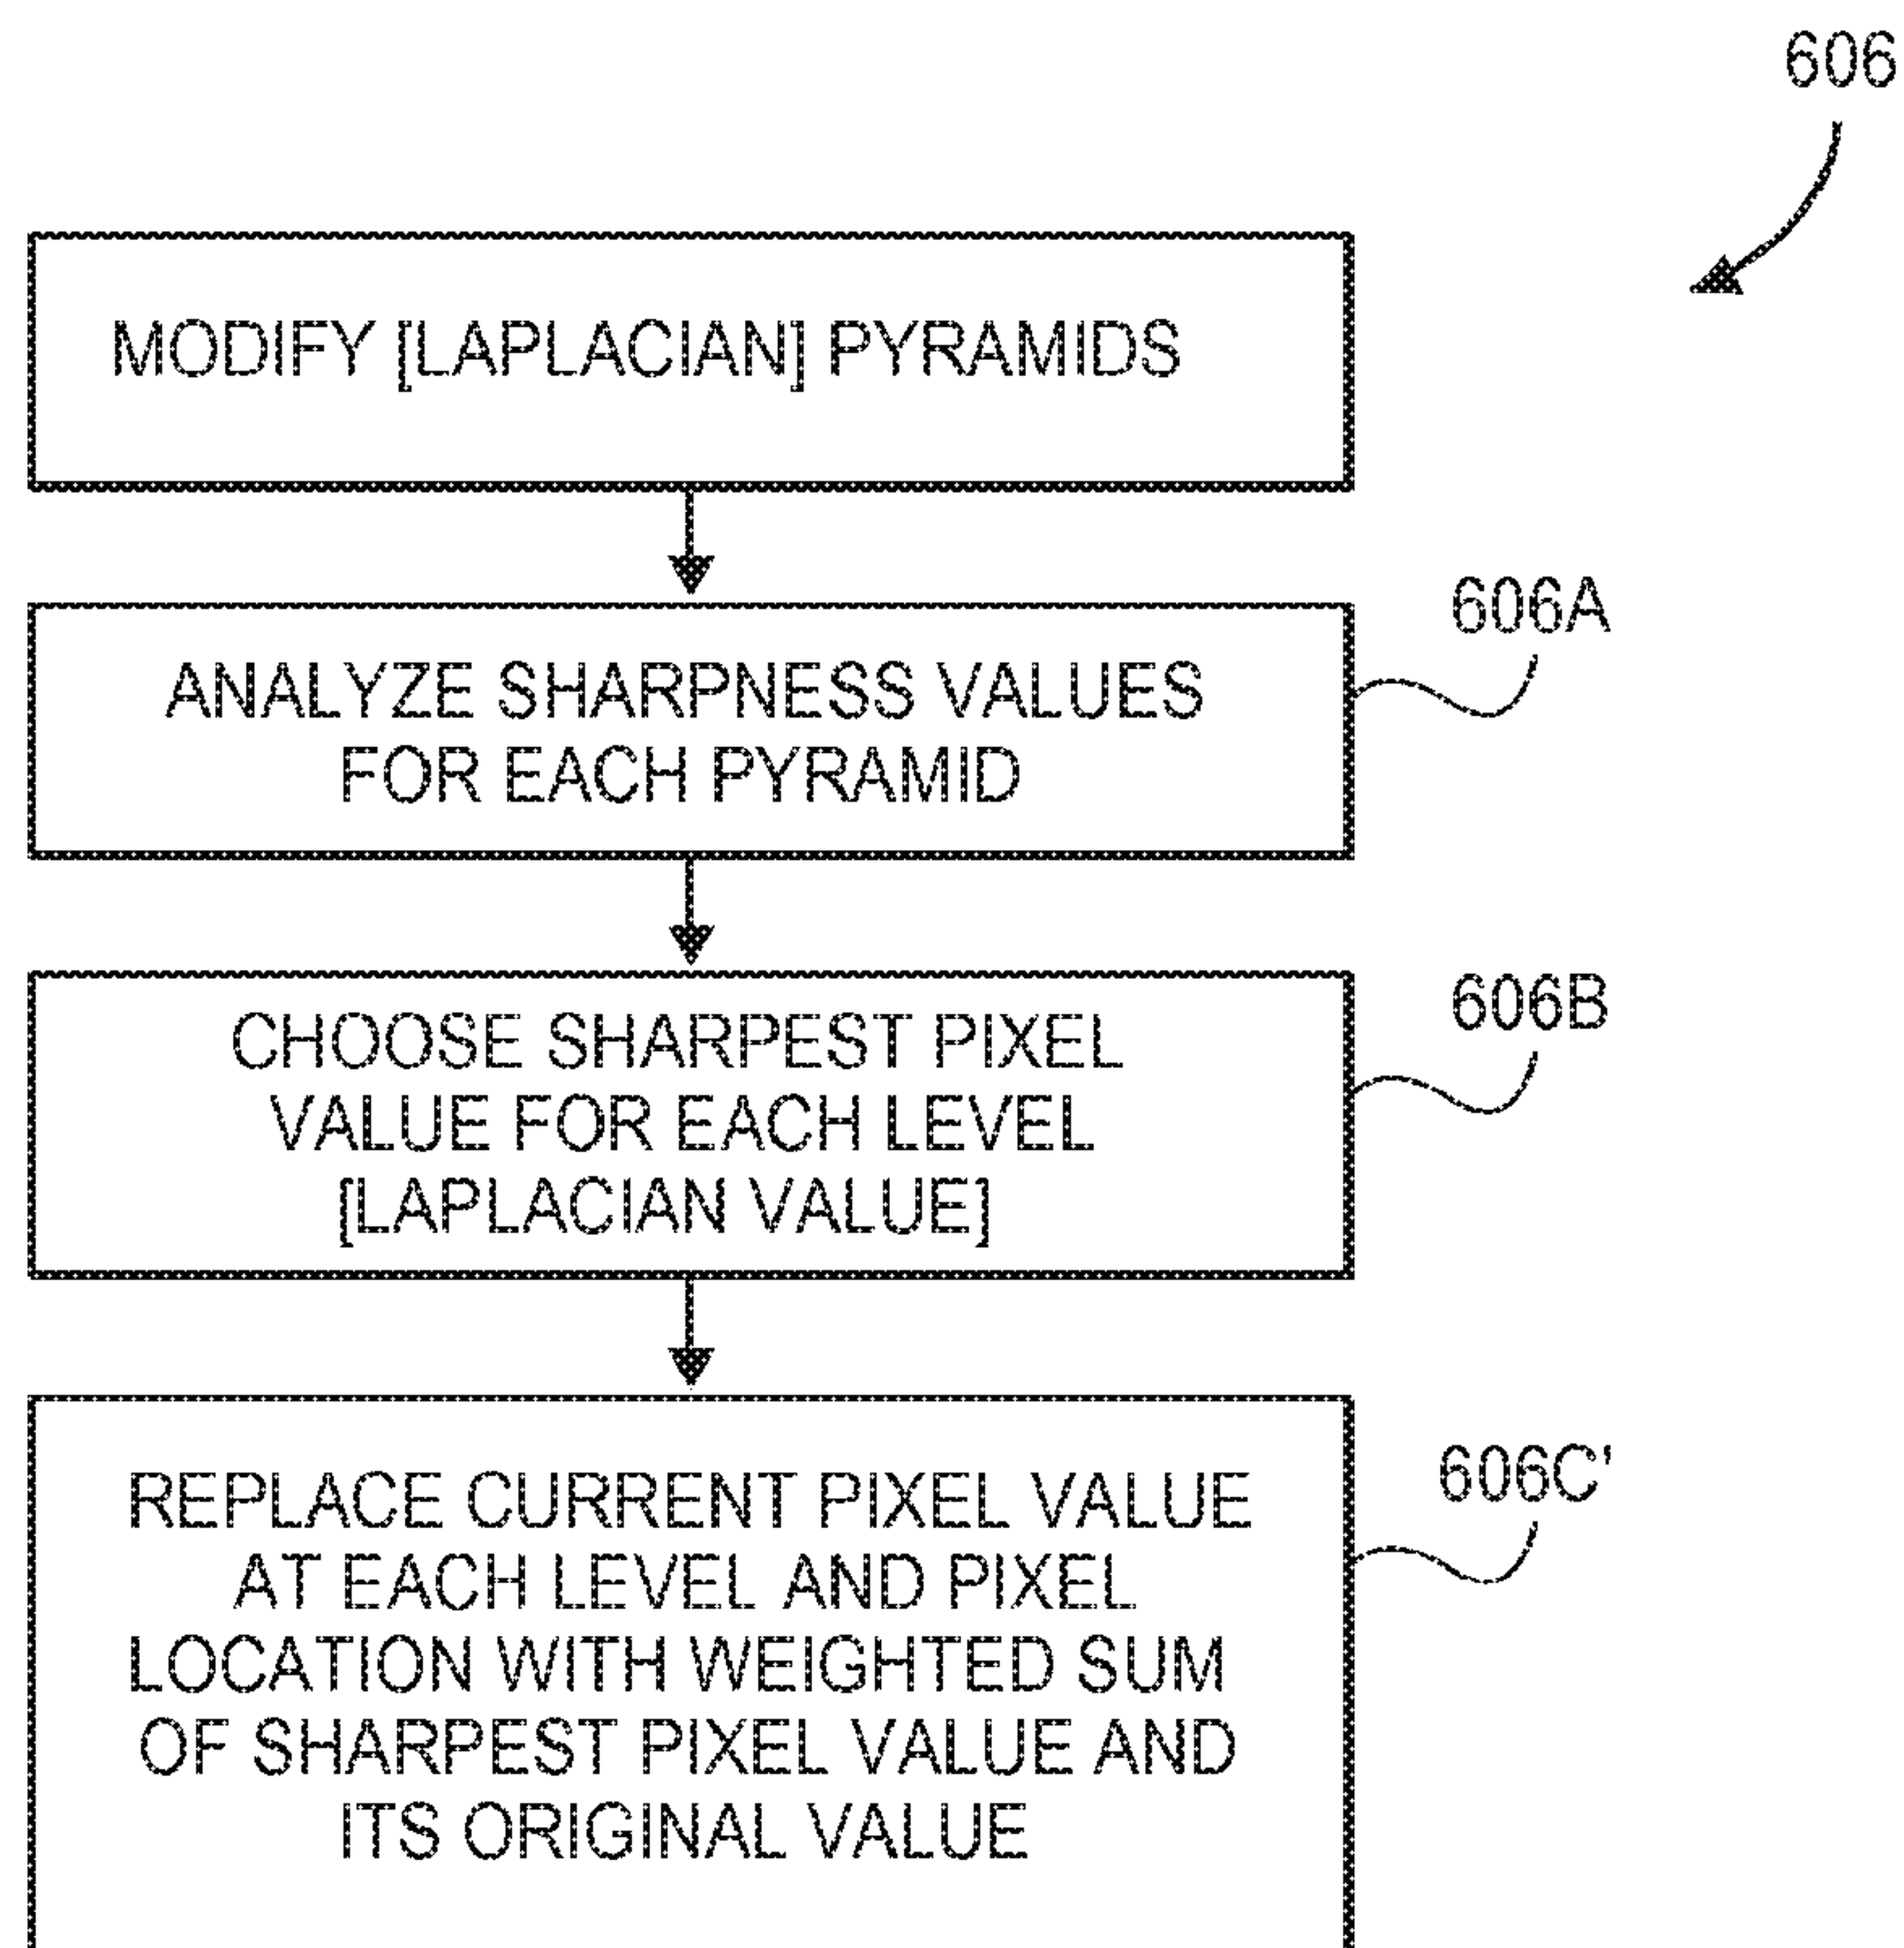 606
MODIFY [LAPLACIAN] PYRAMIDS
606A
ANALYZE SHARPNESS VALUES
FOR EACH PYRAMID
606B
CHOOSE SHARPEST PIXEL
VALUE FOR EACH LEVEL
[LAPLACIAN VALUE]
606C'
REPLACE CURRENT PIXEL VALUE
AT EACH LEVEL AND PIXEL
LOCATION WITH WEIGHTED SUM
OF SHARPEST PIXEL VALUE AND
ITS ORIGINAL VALUE